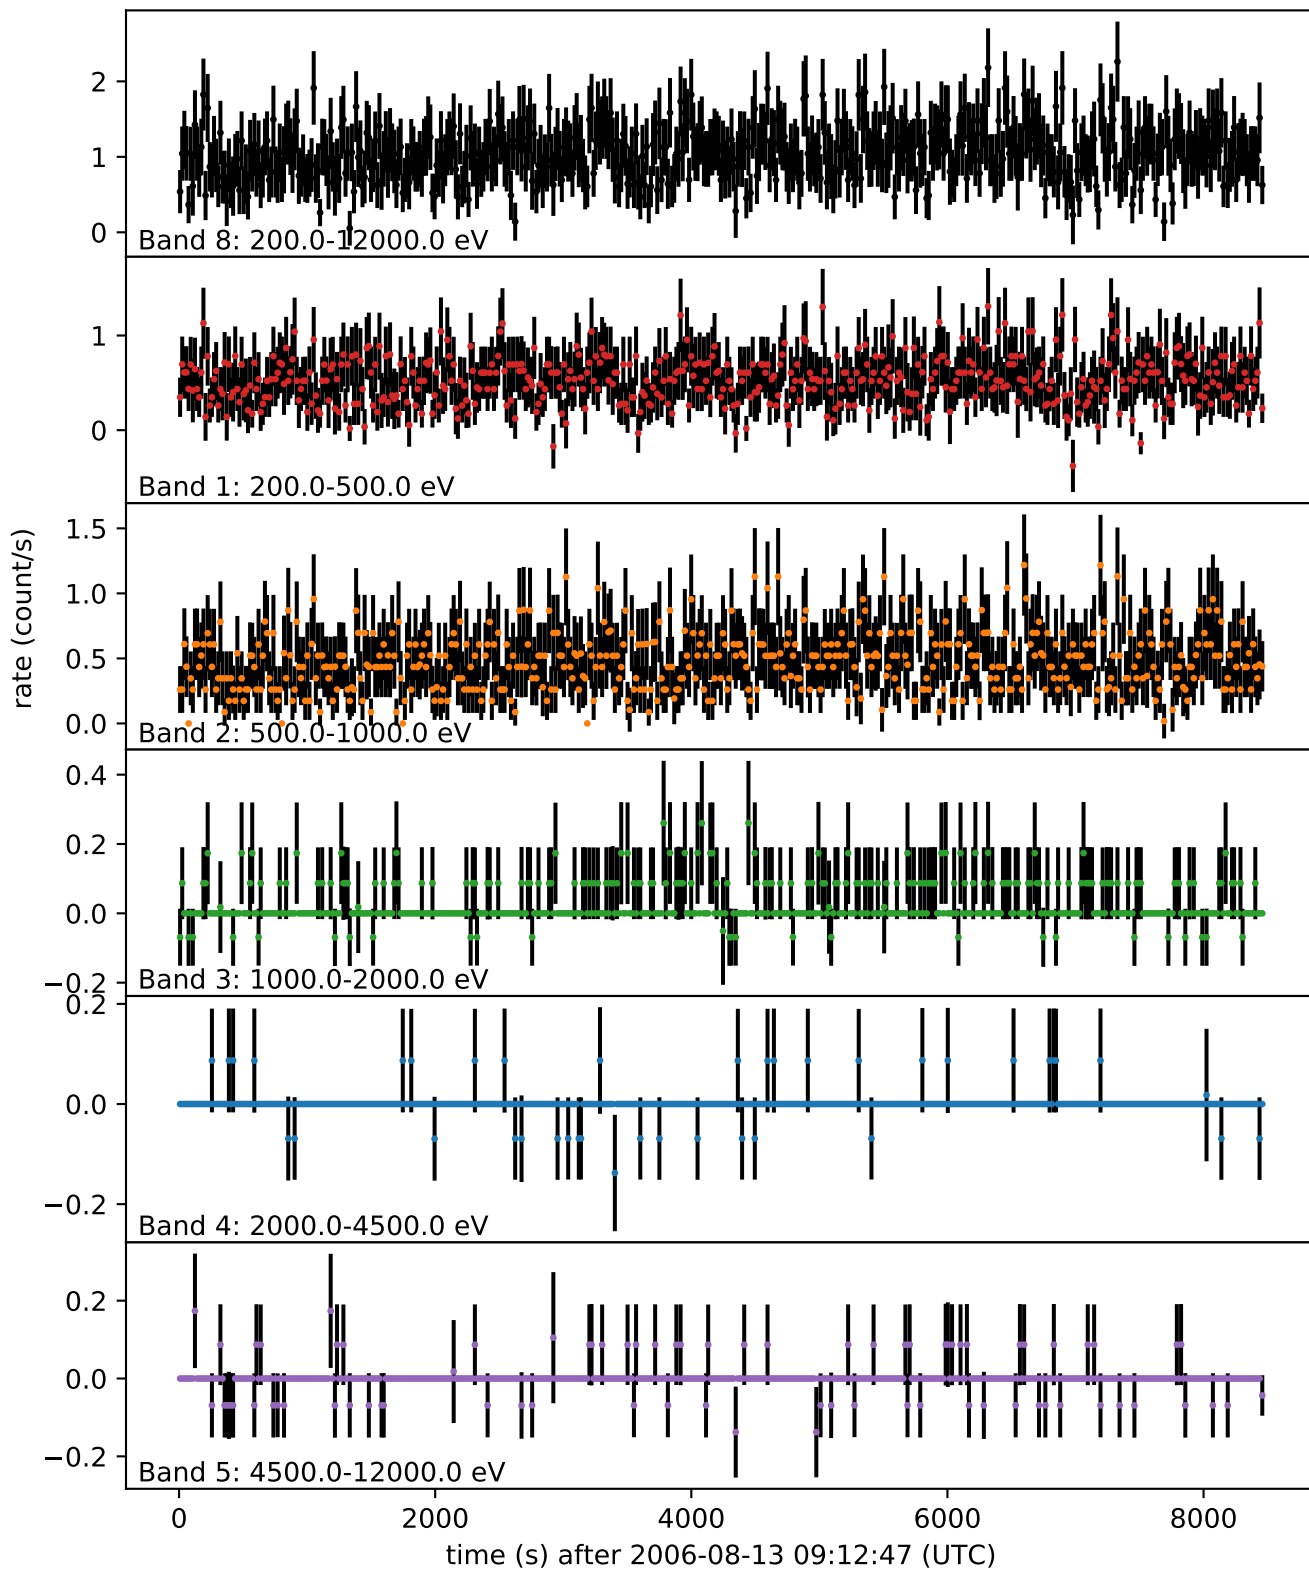 2
1
0
Band 8: 200.0-12000.0 eV
1
0
Band 1: 200.0-500.0 eV
rate (count/s)
1.5
1.0
0.5
0.0
Band 2: 500.0-1000.0 eV
0.4
0.2
0.0
−0.2
Band 3: 1000.0-2000.0 eV
0.2
0.0
−0.2
Band 4: 2000.0-4500.0 eV
0.2
0.0
−0.2
Band 5: 4500.0-12000.0 eV
0 2000 4000 6000 8000
time (s) after 2006-08-13 09:12:47 (UTC)